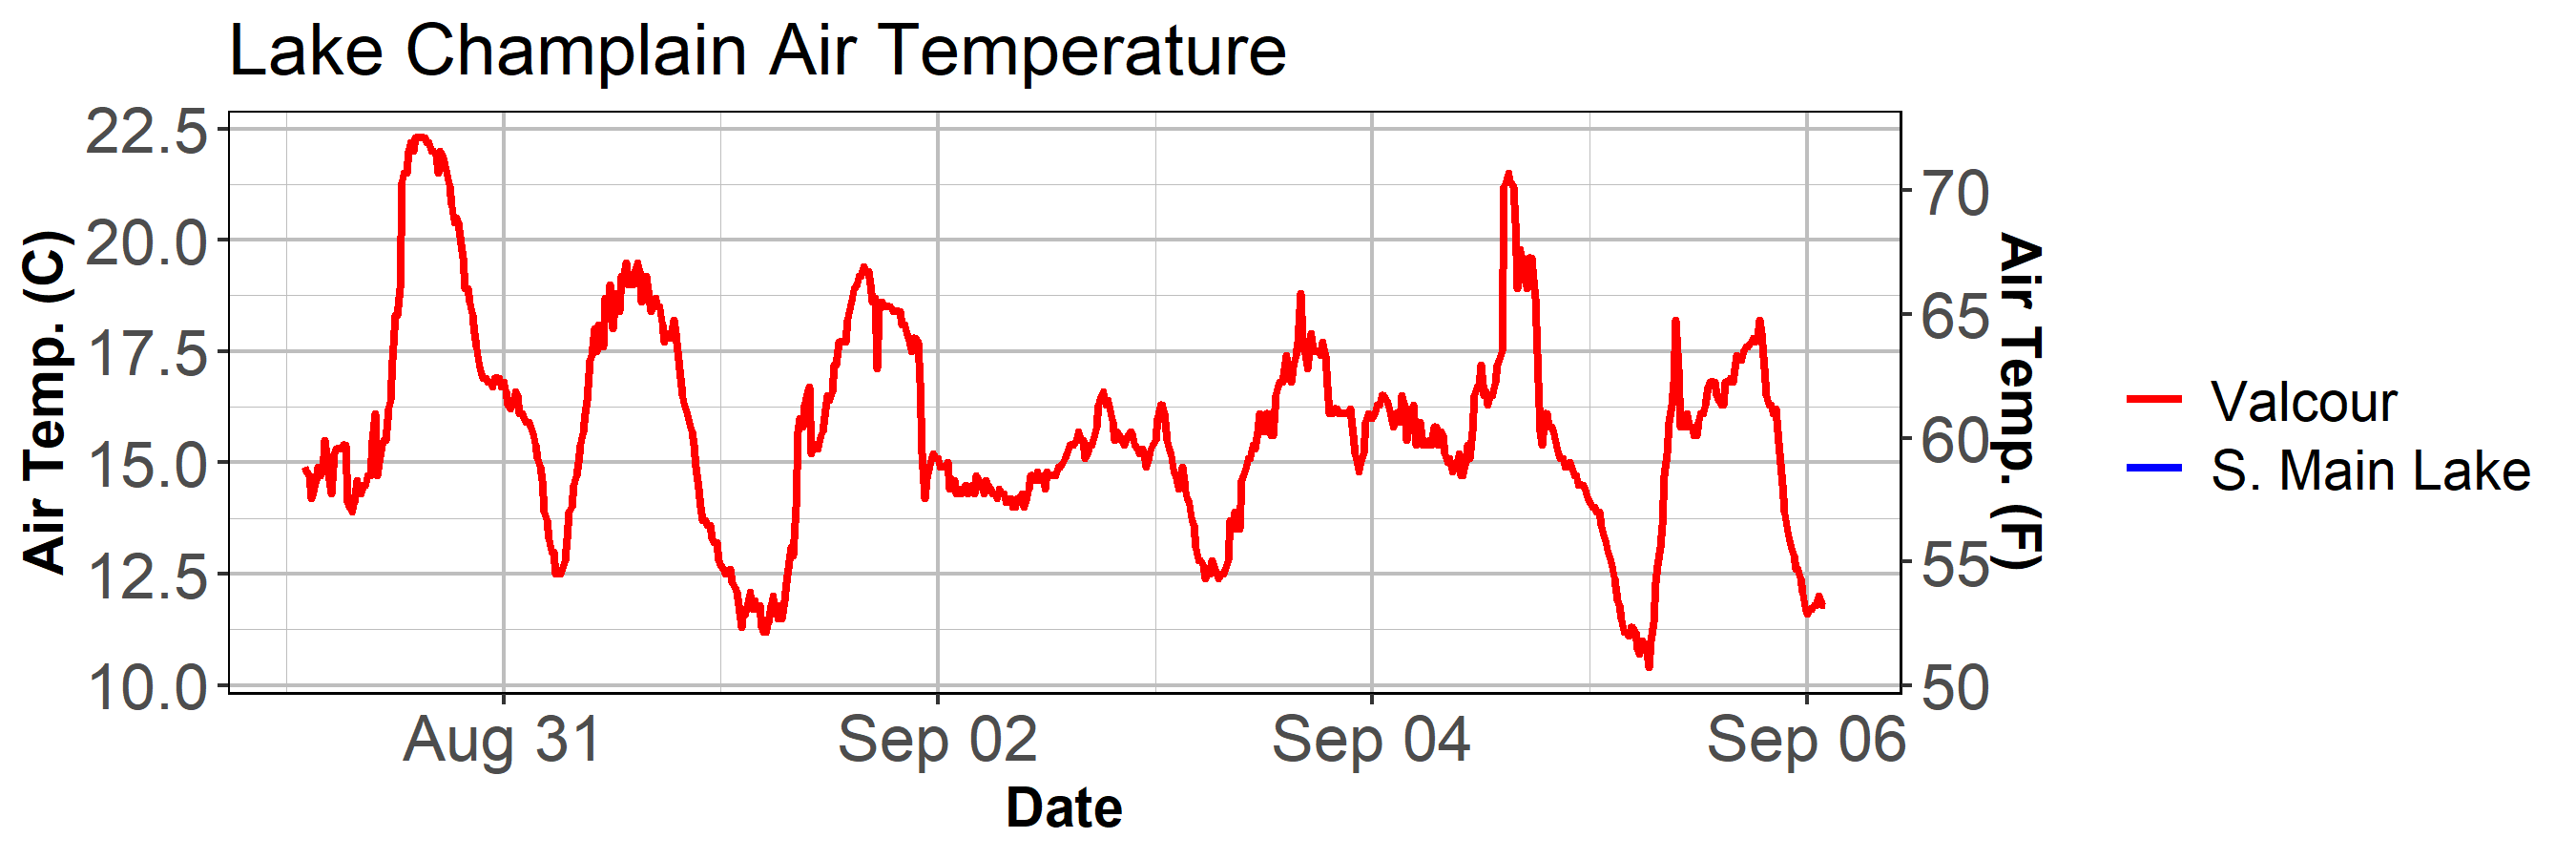 Lake Champlain Air Temperature
22.5
20.0
17.5
15.0
12.5
10.0
Air Temp. (C)
70
65
60
55
50
Air Temp. (F)
Aug 31
Sep 02
Sep 04
Sep 06
Date
Valcour
S. Main Lake